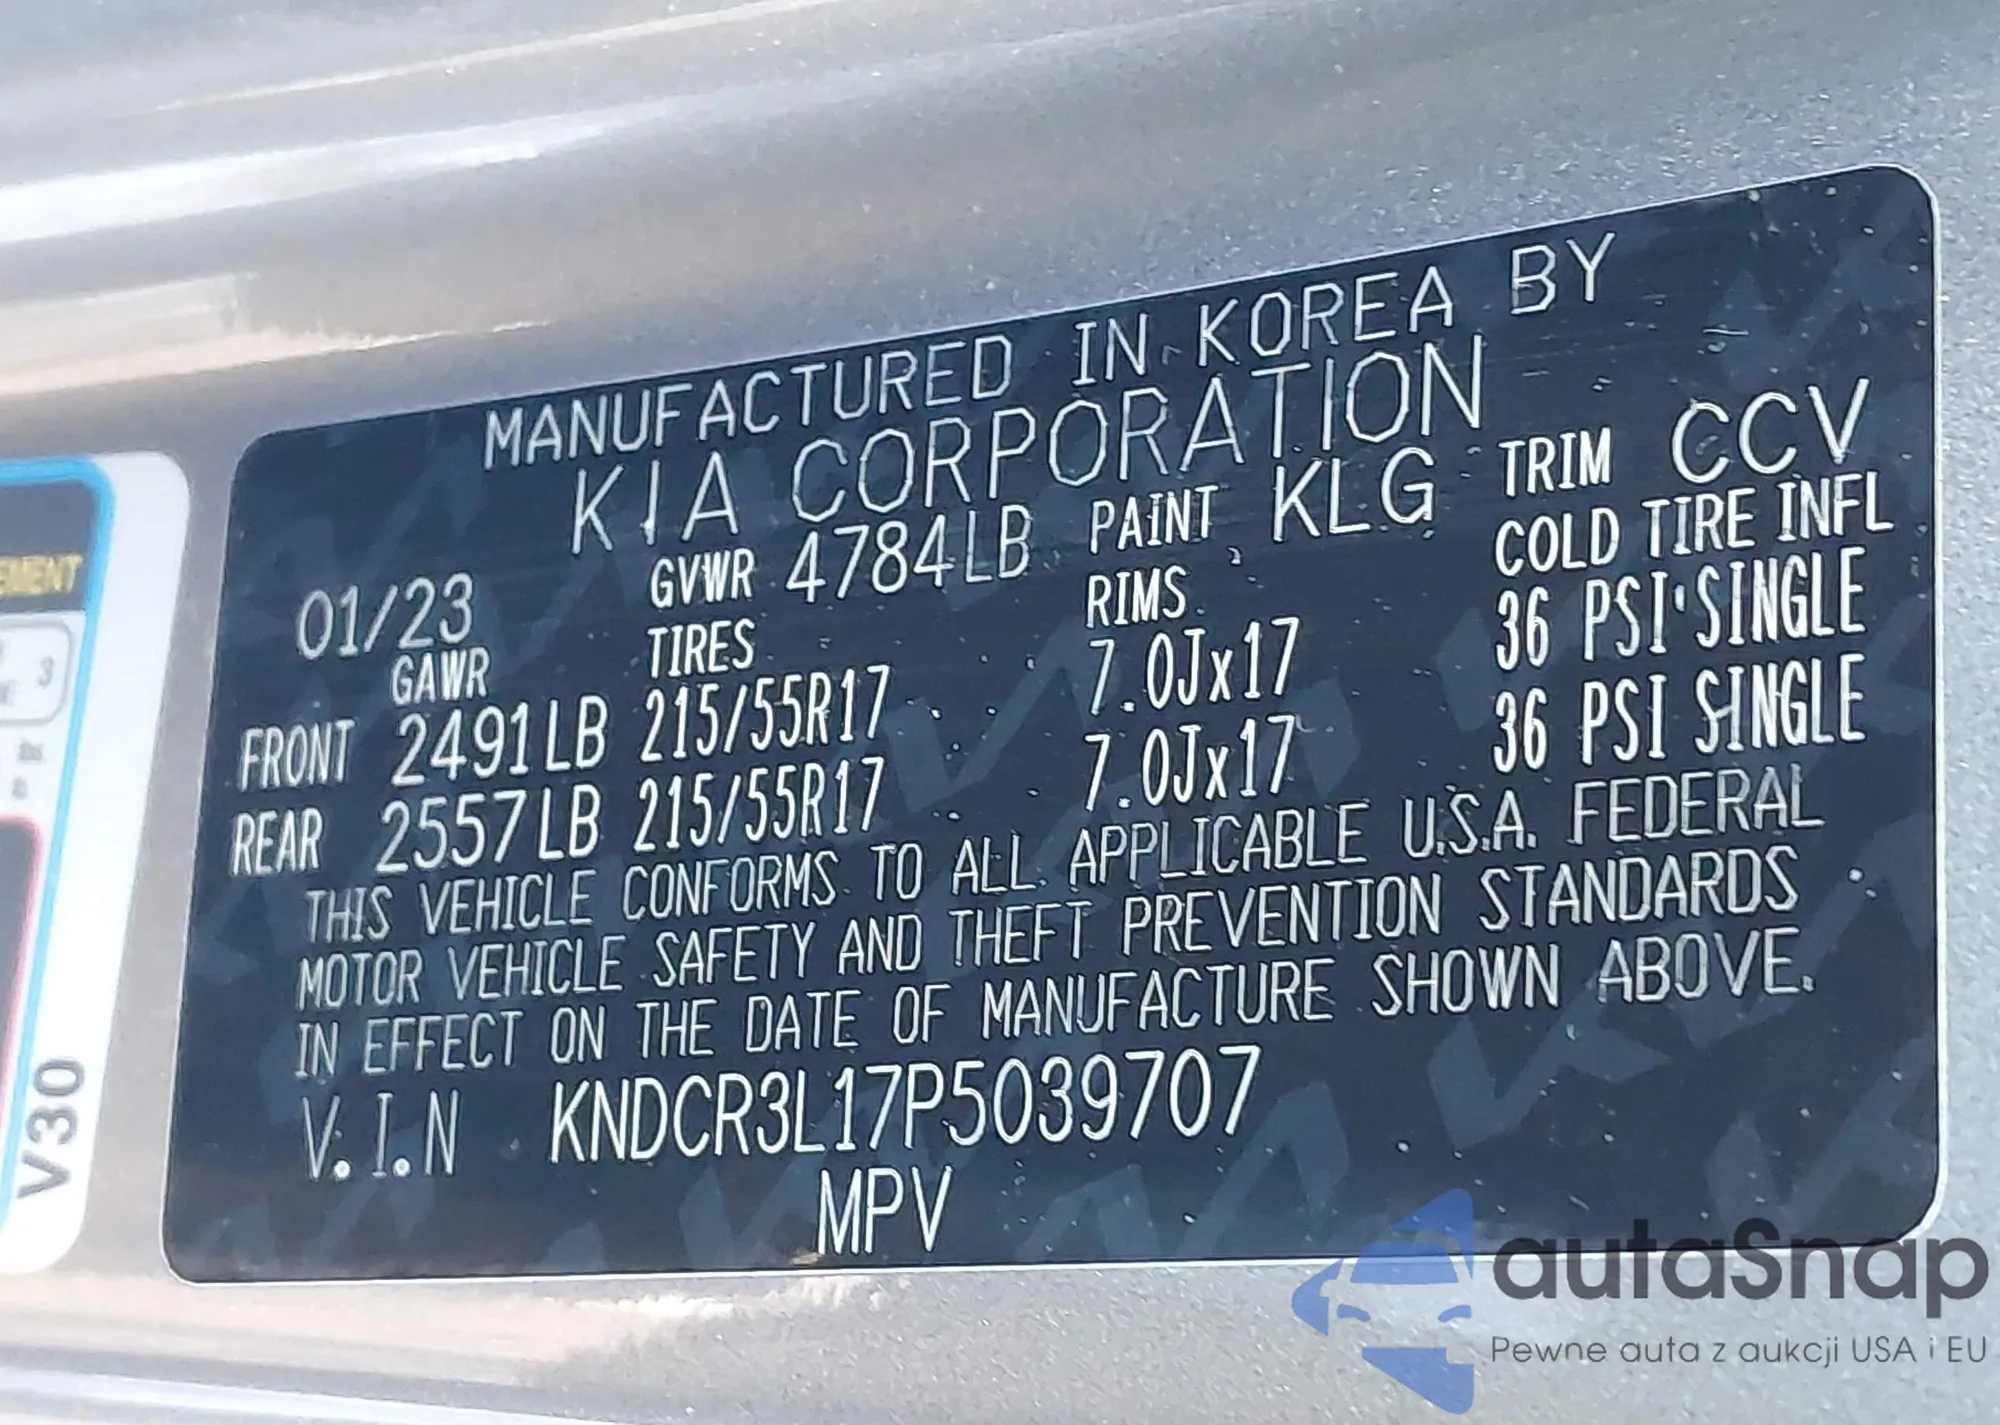 MANUFACTURED IN KOREA BY
KIA CORPORATION
01/23 GVWR 4784LB PAINT KLG TRIM CCV
GAWR TIRES RIMS COLD TIRE INFL
FRONT 2491LB 215/55R17 7.0Jx17 36 PSI SINGLE
REAR 2557LB 215/55R17 7.0Jx17 36 PSI SINGLE
THIS VEHICLE CONFORMS TO ALL APPLICABLE U.S.A. FEDERAL
MOTOR VEHICLE SAFETY AND THEFT PREVENTION STANDARDS
IN EFFECT ON THE DATE OF MANUFACTURE SHOWN ABOVE.
V.I.N KNDCR3L17P5039707
MPV
3
V30
autaSnap
Pewne auta z aukcji USA i EU